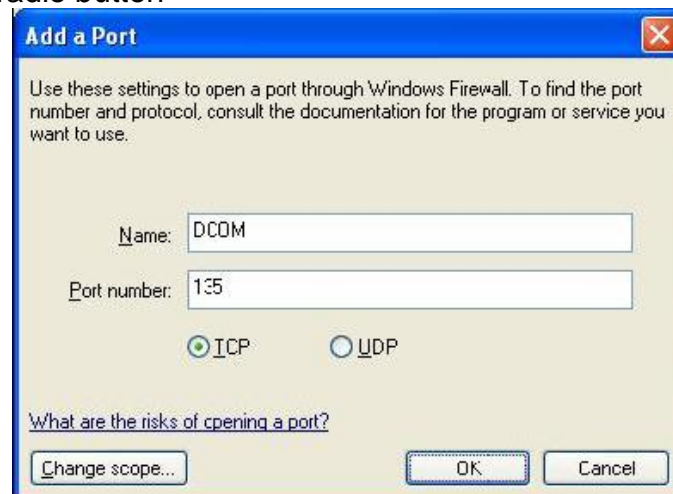 radio button
Add a Port
Use these settings to open a port through Windows Firewall. To find the port
number and protocol, consult the documentation for the program or service you
want to use.
Name: DCOM
Port number: 135
TCP UDP
What are the risks of opening a port?
Change scope... OK Cancel